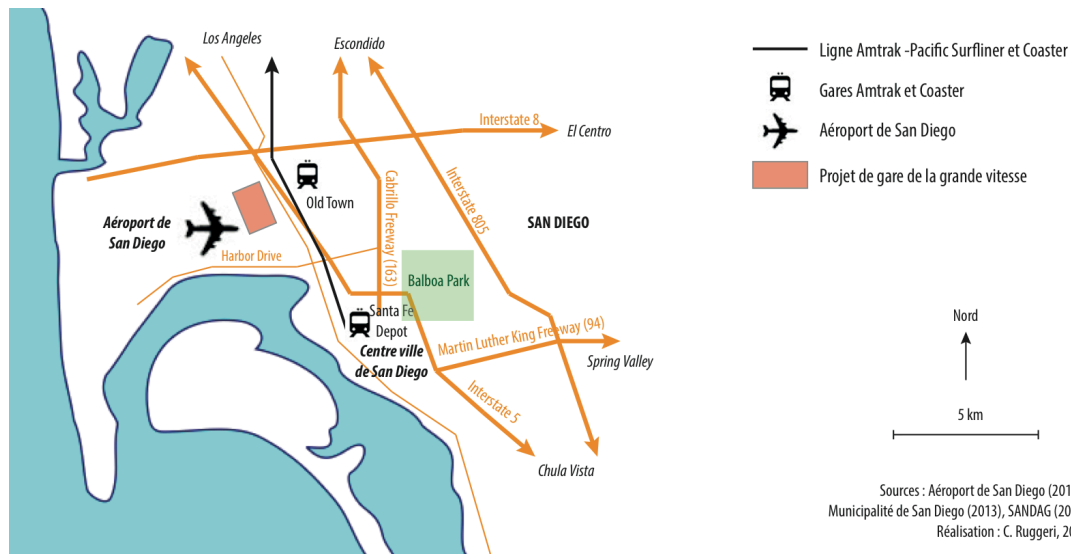 Los Angeles
Escondido
Interstate 8
El Centro
Old Town
Cabrillo Freeway (163)
Interstate 805
SAN DIEGO
Aéroport de
San Diego
Harbor Drive
Balboa Park
Santa Fe
Depot
Centre ville
de San Diego
Martin Luther King Freeway (94)
Spring Valley
Interstate 5
Chula Vista
Ligne Amtrak -Pacific Surfliner et Coaster
Gares Amtrak et Coaster
Aéroport de San Diego
Projet de gare de la grande vitesse
Nord
5 km
Sources : Aéroport de San Diego (201
Municipalité de San Diego (2013), SANDAG (20
Réalisation : C. Ruggeri, 20